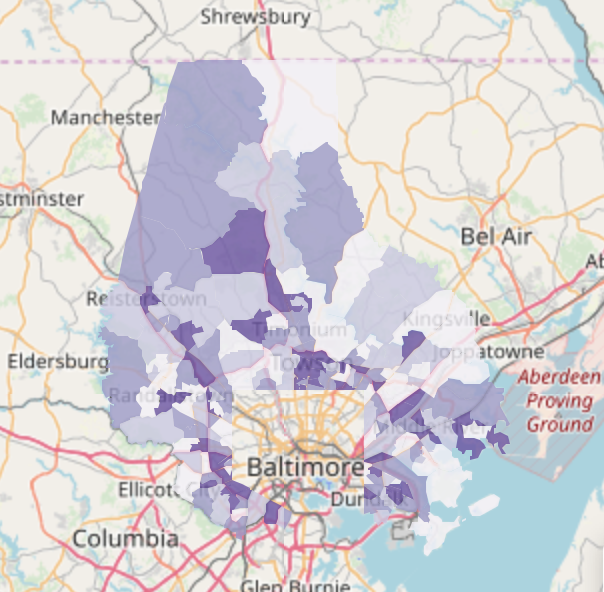 Shrewsbury
Manchester
stminster
Bel Air
Ab
Reisterstown
Timonium
Kingsville
Joppatowne
Eldersburg
Towson
Aberdeen
Proving
Ground
Randallstown
Middle River
Baltimore
Ellicott City
Dundalk
Columbia
Glen Burnie